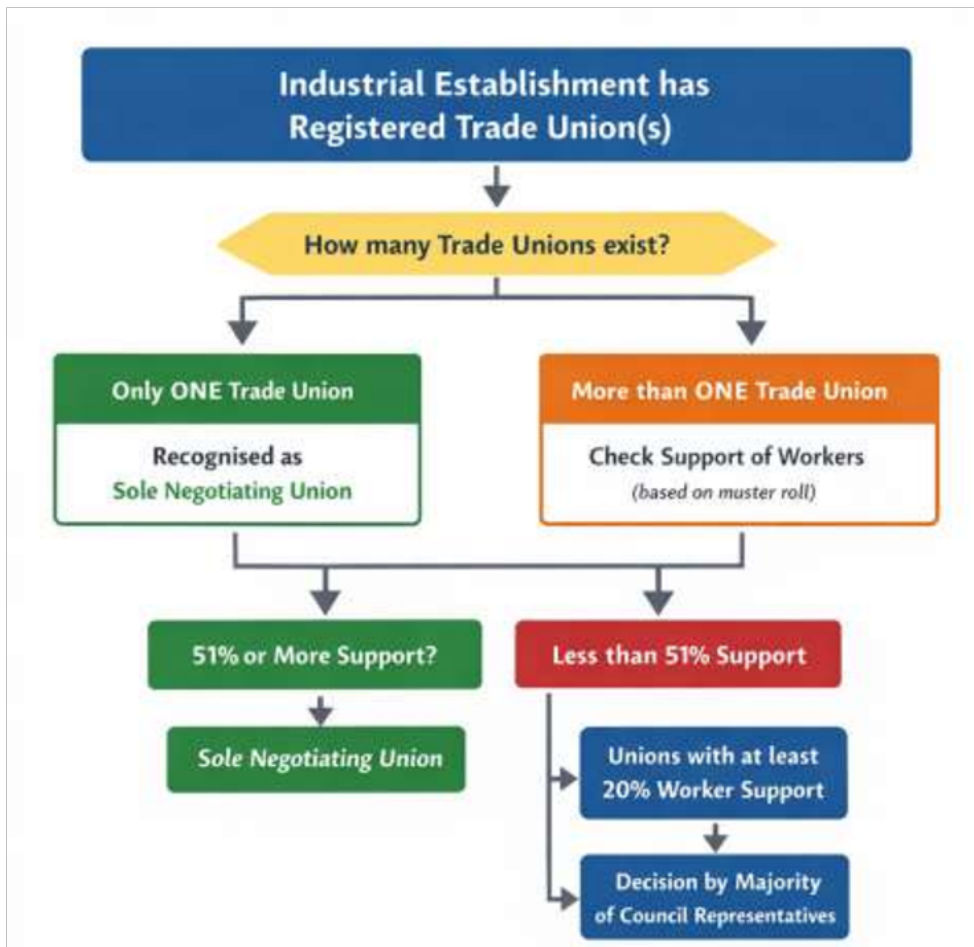 Industrial Establishment has
Registered Trade Union(s)
How many Trade Unions exist?
Only ONE Trade Union
Recognised as
Sole Negotiating Union
More than ONE Trade Union
Check Support of Workers
(based on muster roll)
51% or More Support?
Sole Negotiating Union
Less than 51% Support
Unions with at least
20% Worker Support
Decision by Majority
of Council Representatives